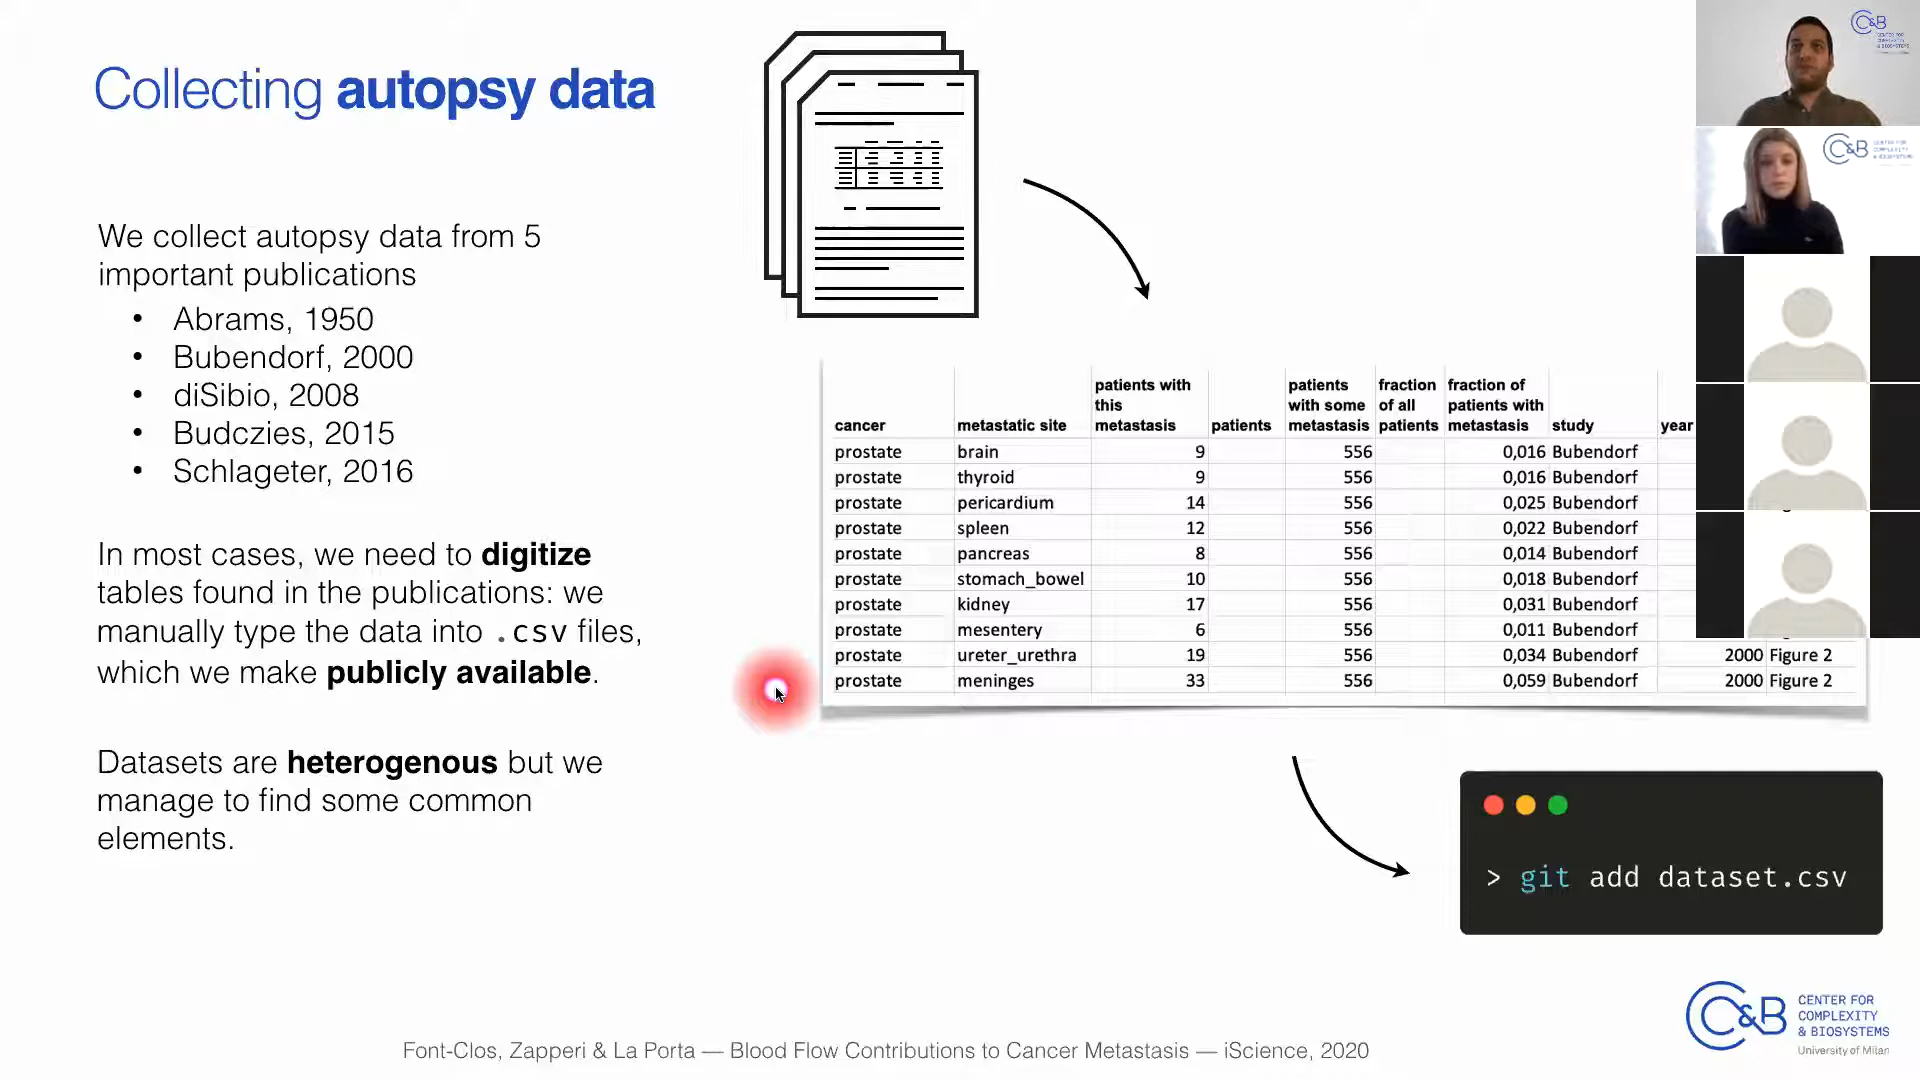 Collecting autopsy data
We collect autopsy data from 5
important publications
• Abrams, 1950
• Bubendorf, 2000
• diSibio, 2008
• Budczies, 2015
• Schlageter, 2016
In most cases, we need to digitize
tables found in the publications: we
manually type the data into .csv files,
which we make publicly available.
Datasets are heterogenous but we
manage to find some common
elements.
cancer metastatic site patients with this metastasis patients patients with some metastasis fraction of all patients fraction of patients with metastasis study year
prostate brain 9 556 0,016 Bubendorf
prostate thyroid 9 556 0,016 Bubendorf
prostate pericardium 14 556 0,025 Bubendorf
prostate spleen 12 556 0,022 Bubendorf
prostate pancreas 8 556 0,014 Bubendorf
prostate stomach_bowel 10 556 0,018 Bubendorf
prostate kidney 17 556 0,031 Bubendorf
prostate mesentery 6 556 0,011 Bubendorf
prostate ureter_urethra 19 556 0,034 Bubendorf 2000 Figure 2
prostate meninges 33 556 0,059 Bubendorf 2000 Figure 2
> git add dataset.csv
C&B
CENTER FOR
COMPLEXITY
& BIOSYSTEMS
University of Milan
Font-Clos, Zapperi & La Porta — Blood Flow Contributions to Cancer Metastasis — iScience, 2020
C&B
C&B
CENTER FOR
COMPLEXITY
& BIOSYSTEMS